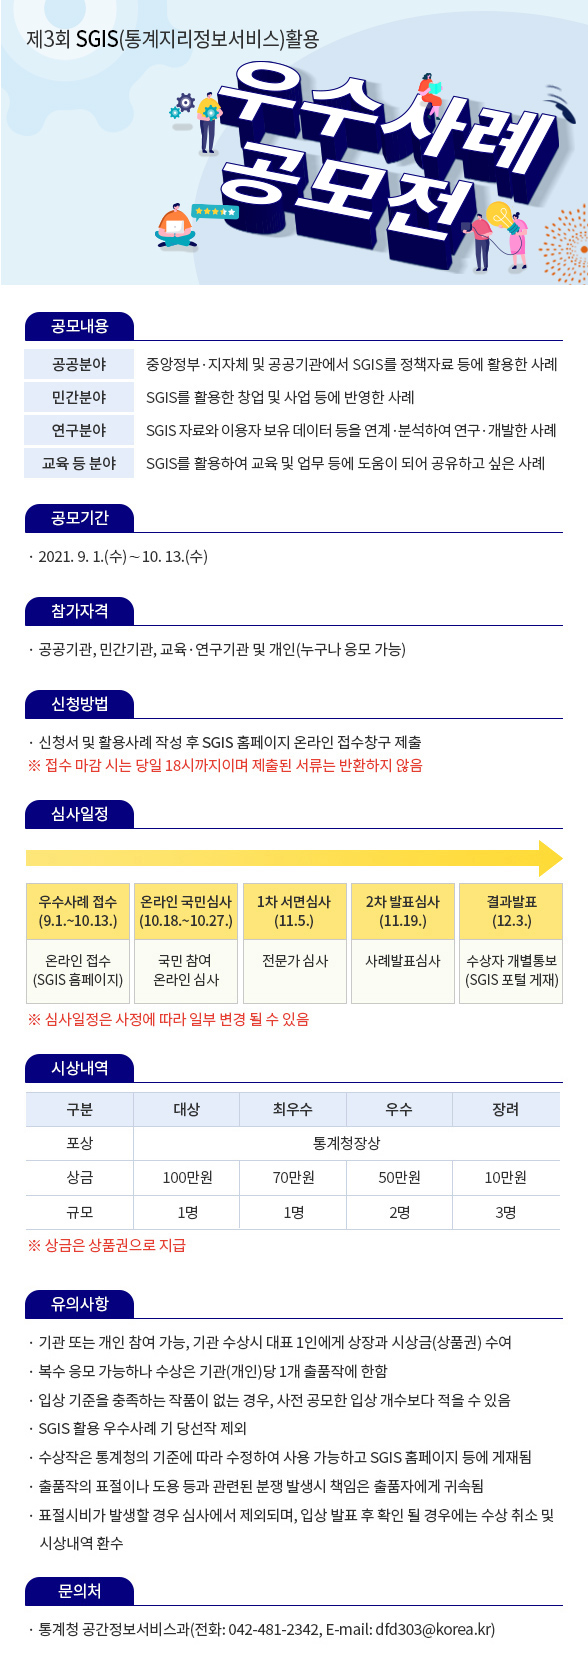 제3회 SGIS(통계지리정보서비스)활용
우수사례
공모전
공모내용
공공분야 중앙정부·지자체 및 공공기관에서 SGIS를 정책자료 등에 활용한 사례
민간분야 SGIS를 활용한 창업 및 사업 등에 반영한 사례
연구분야 SGIS 자료와 이용자 보유 데이터 등을 연계·분석하여 연구·개발한 사례
교육 등 분야 SGIS를 활용하여 교육 및 업무 등에 도움이 되어 공유하고 싶은 사례
공모기간
· 2021. 9. 1.(수) ~ 10. 13.(수)
참가자격
· 공공기관, 민간기관, 교육·연구기관 및 개인(누구나 응모 가능)
신청방법
· 신청서 및 활용사례 작성 후 SGIS 홈페이지 온라인 접수창구 제출
※ 접수 마감 시는 당일 18시까지이며 제출된 서류는 반환하지 않음
심사일정
우수사례 접수 온라인 국민심사 1차 서면심사 2차 발표심사 결과발표
(9.1.~10.13.) (10.18.~10.27.) (11.5.) (11.19.) (12.3.)
온라인 접수 국민 참여 전문가 심사 사례발표심사 수상자 개별통보
(SGIS 홈페이지) 온라인 심사 (SGIS 포털 게재)
※ 심사일정은 사정에 따라 일부 변경 될 수 있음
시상내역
구분 대상 최우수 우수 장려
포상 통계청장상
상금 100만원 70만원 50만원 10만원
규모 1명 1명 2명 3명
※ 상금은 상품권으로 지급
유의사항
· 기관 또는 개인 참여 가능, 기관 수상시 대표 1인에게 상장과 시상금(상품권) 수여
· 복수 응모 가능하나 수상은 기관(개인)당 1개 출품작에 한함
· 입상 기준을 충족하는 작품이 없는 경우, 사전 공모한 입상 개수보다 적을 수 있음
· SGIS 활용 우수사례 기 당선작 제외
· 수상작은 통계청의 기준에 따라 수정하여 사용 가능하고 SGIS 홈페이지 등에 게재됨
· 출품작의 표절이나 도용 등과 관련된 분쟁 발생시 책임은 출품자에게 귀속됨
· 표절시비가 발생할 경우 심사에서 제외되며, 입상 발표 후 확인 될 경우에는 수상 취소 및
시상내역 환수
문의처
· 통계청 공간정보서비스과(전화: 042-481-2342, E-mail: dfd303@korea.kr)